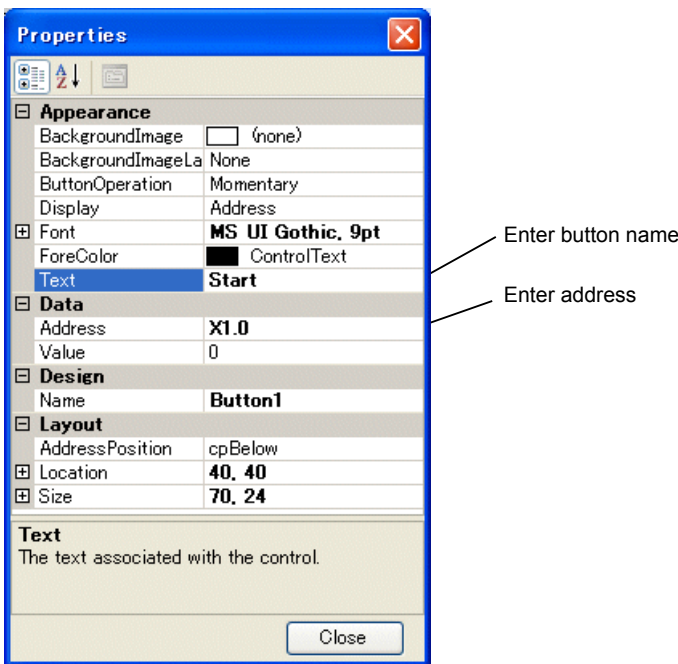 Properties
Appearance
BackgroundImage (none)
BackgroundImageLa None
ButtonOperation Momentary
Display Address
Font MS UI Gothic, 9pt
ForeColor ControlText
Text Start
Data
Address X1.0
Value 0
Design
Name Button1
Layout
AddressPosition cpBelow
Location 40, 40
Size 70, 24
Text
The text associated with the control.
Close
Enter button name
Enter address